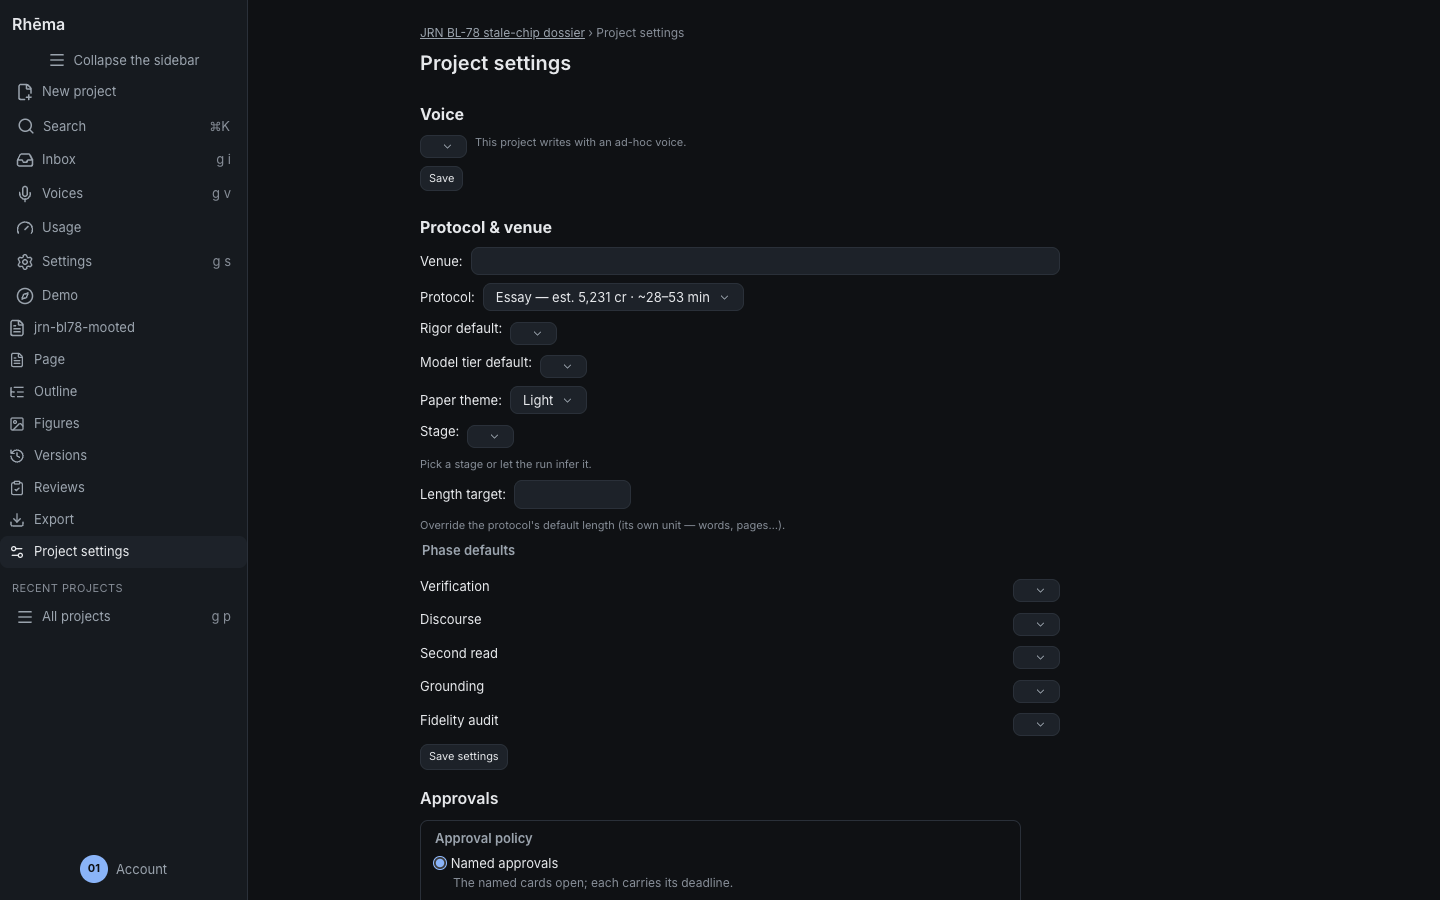 Rhēma
Collapse the sidebar
New project
Search ⌘K
Inbox g i
Voices g v
Usage
Settings g s
Demo
jrn-bl78-mooted
Page
Outline
Figures
Versions
Reviews
Export
Project settings
RECENT PROJECTS
All projects g p
01 Account
JRN BL-78 stale-chip dossier › Project settings
Project settings
Voice
This project writes with an ad-hoc voice.
Save
Protocol & venue
Venue:
Protocol: Essay — est. 5,231 cr · ~28–53 min
Rigor default:
Model tier default:
Paper theme: Light
Stage:
Pick a stage or let the run infer it.
Length target:
Override the protocol's default length (its own unit — words, pages…).
Phase defaults
Verification
Discourse
Second read
Grounding
Fidelity audit
Save settings
Approvals
Approval policy
Named approvals
The named cards open; each carries its deadline.